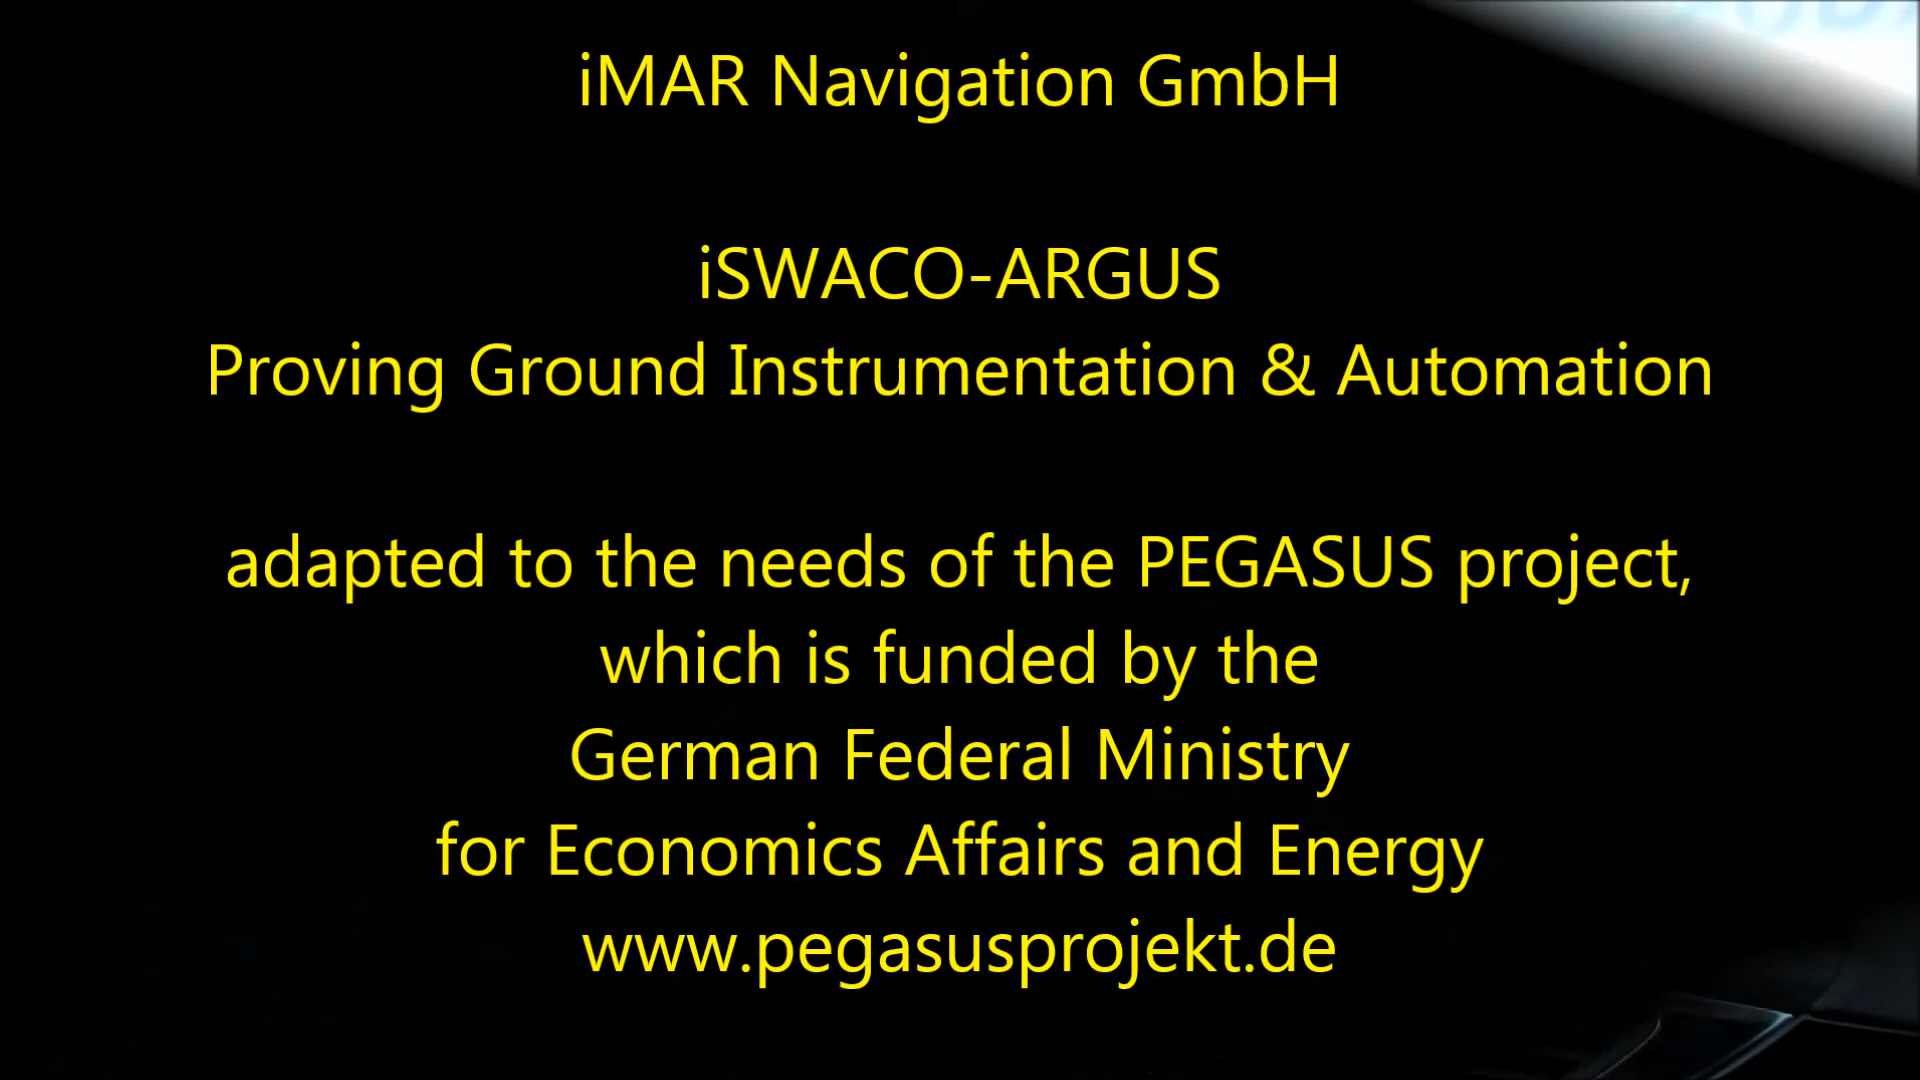 iMAR Navigation GmbH
iSWACO-ARGUS
Proving Ground Instrumentation & Automation
adapted to the needs of the PEGASUS project,
which is funded by the
German Federal Ministry
for Economics Affairs and Energy
www.pegasusprojekt.de